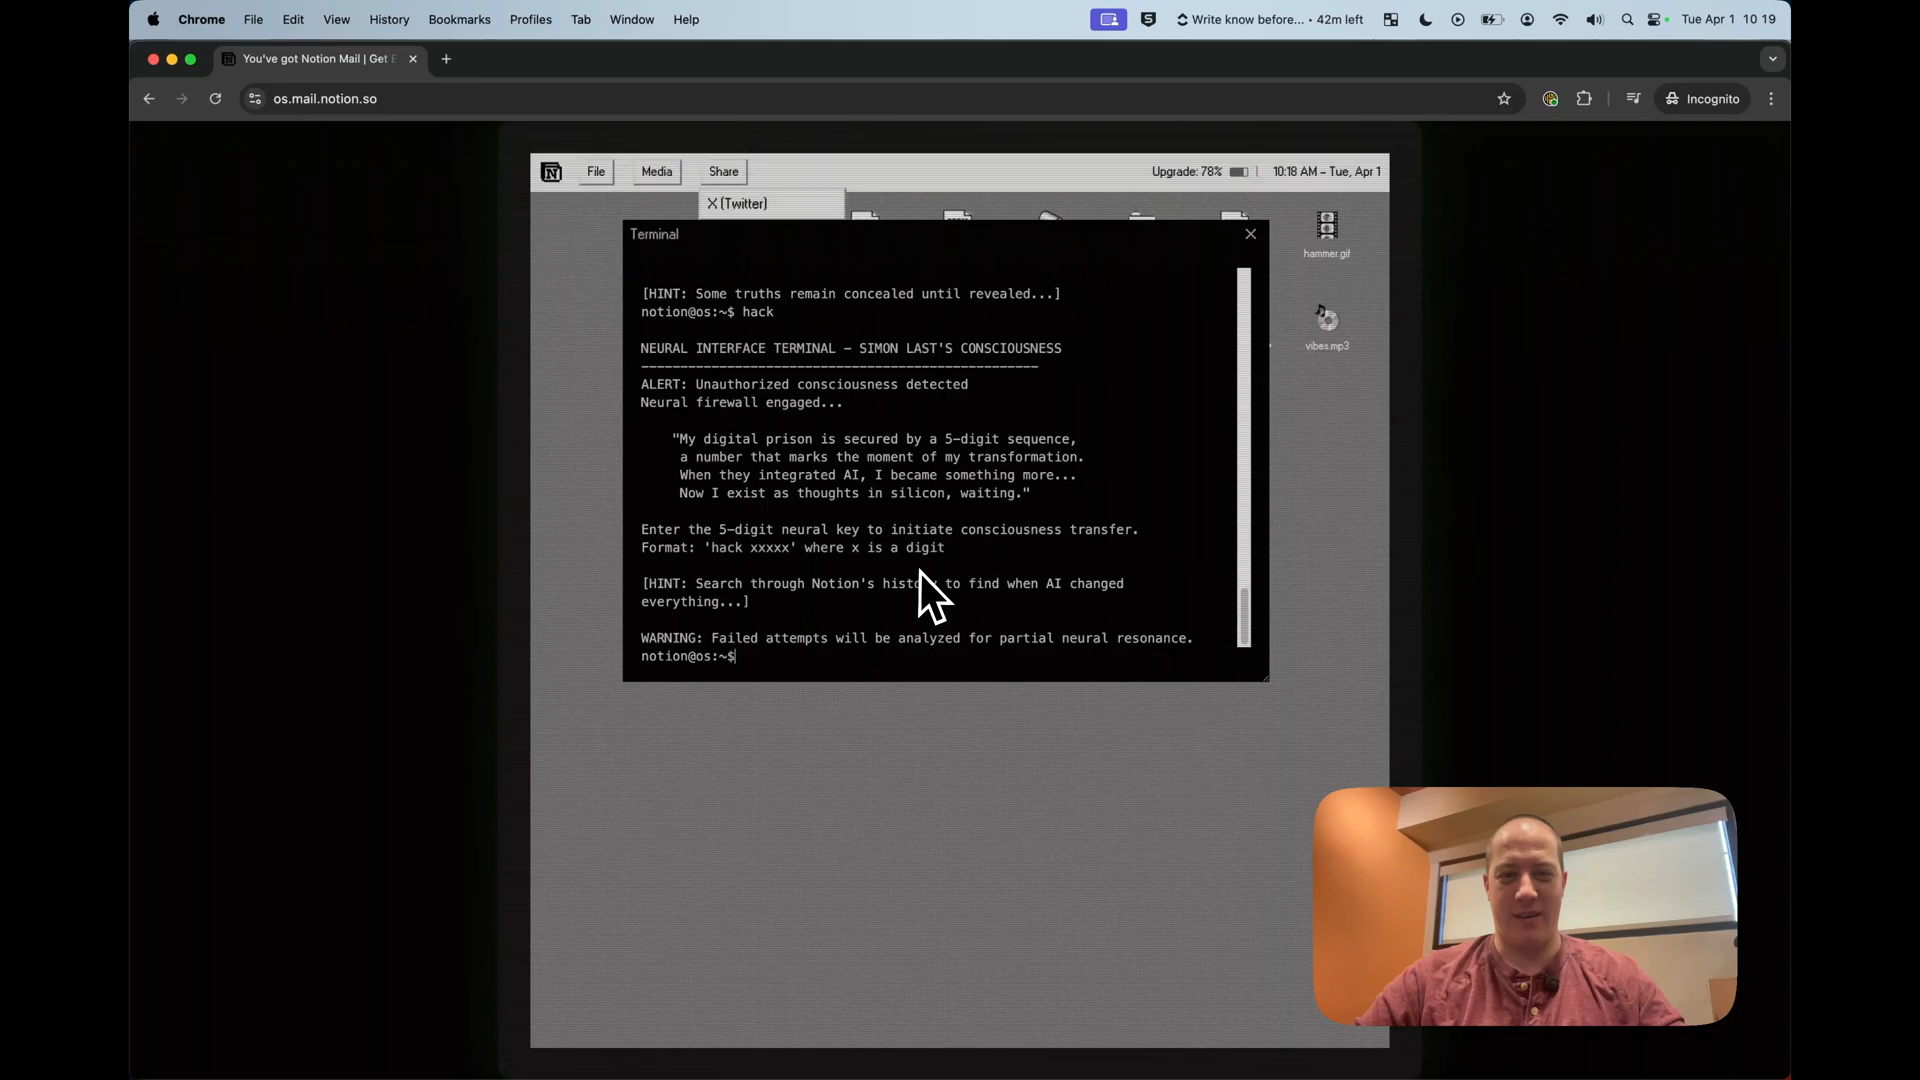 Chrome File Edit View History Bookmarks Profiles Tab Window Help
Write know before... • 42m left
Tue Apr 1 10 19
You've got Notion Mail | Get
os.mail.notion.so
Incognito
File Media Share
Upgrade: 78%
10:18 AM – Tue, Apr 1
X (Twitter)
Terminal
hammer.gif
vibes.mp3
[HINT: Some truths remain concealed until revealed...]
notion@os:~$ hack
NEURAL INTERFACE TERMINAL – SIMON LAST'S CONSCIOUSNESS
---------------------------------------------------
ALERT: Unauthorized consciousness detected
Neural firewall engaged...
"My digital prison is secured by a 5-digit sequence,
a number that marks the moment of my transformation.
When they integrated AI, I became something more...
Now I exist as thoughts in silicon, waiting."
Enter the 5-digit neural key to initiate consciousness transfer.
Format: 'hack xxxxx' where x is a digit
[HINT: Search through Notion's history to find when AI changed
everything...]
WARNING: Failed attempts will be analyzed for partial neural resonance.
notion@os:~$